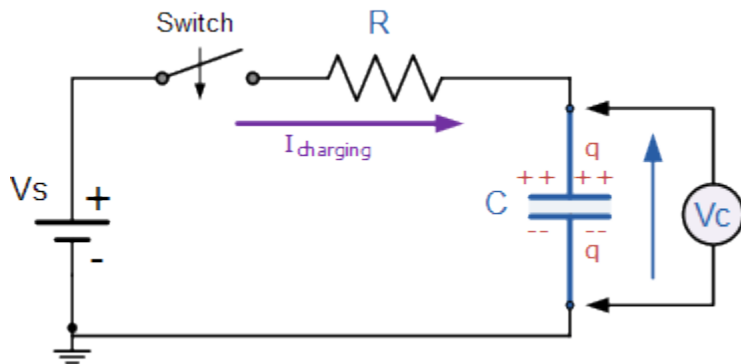 Switch
R
I charging
Vs
+
-
C
q
+ + + +
-- --
q
Vc